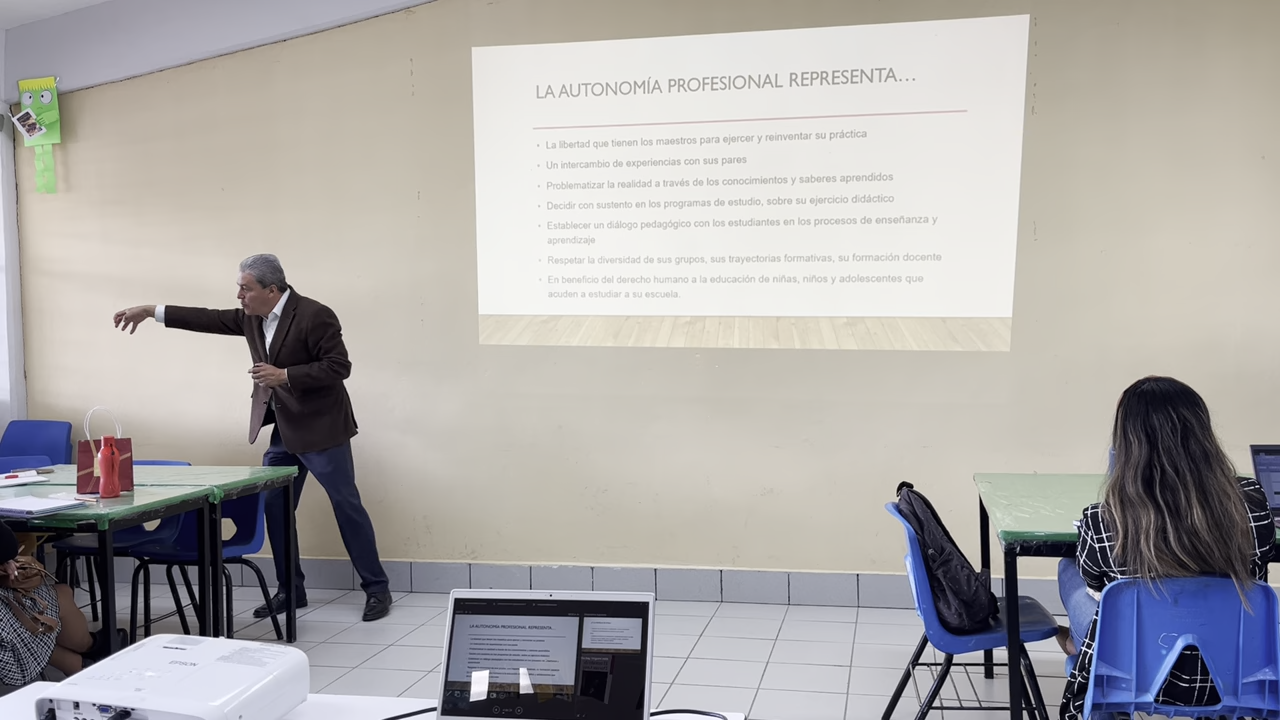 LA AUTONOMÍA PROFESIONAL REPRESENTA...
• La libertad que tienen los maestros para ejercer y reinventar su práctica
• Un intercambio de experiencias con sus pares
• Problematizar la realidad a través de los conocimientos y saberes aprendidos
• Decidir con sustento en los programas de estudio, sobre su ejercicio didáctico
• Establecer un diálogo pedagógico con los estudiantes en los procesos de enseñanza y
aprendizaje
• Respetar la diversidad de sus grupos, sus trayectorias formativas, su formación docente
• En beneficio del derecho humano a la educación de niñas, niños y adolescentes que
acuden a estudiar a su escuela.
EPSON
LA AUTONOMÍA PROFESIONAL REPRESENTA...